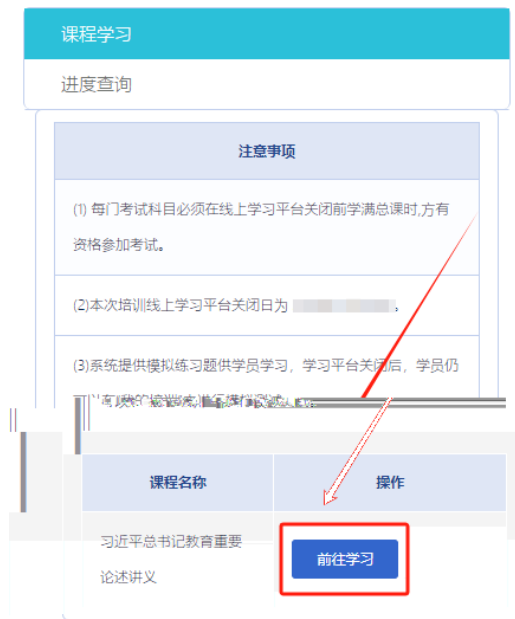 课程学习
进度查询
注意事项
(1) 每门考试科目必须在线上学习平台关闭前学满总课时,方有
资格参加考试。
(2)本次培训线上学习平台关闭日为
(3)系统提供模拟练习题供学员学习，学习平台关闭后，学员仍
课程名称 操作
习近平总书记教育重要
论述讲义
前往学习